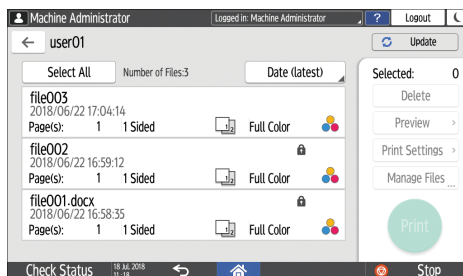 Machine Administrator
Logged in: Machine Administrator
?
Logout
user01
Update
Select All
Number of Files:3
Date (latest)
Selected: 0
file003
2018/06/22 17:04:14
Page(s): 1 1 Sided
Full Color
Delete
Preview
file002
2018/06/22 16:59:12
Page(s): 1 1 Sided
Full Color
Print Settings
Manage Files
...
file001.docx
2018/06/22 16:58:35
Page(s): 1 1 Sided
Full Color
Print
Check Status
18 Jul. 2018
11:18
Stop